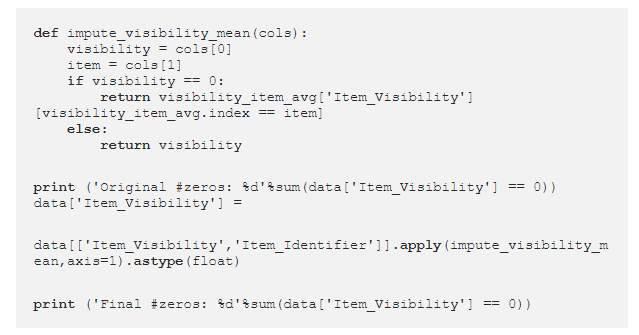 def impute_visibility_mean(cols):
    visibility = cols[0]
    item = cols[1]
    if visibility == 0:
        return visibility_item_avg['Item_Visibility']
[visibility_item_avg.index == item]
    else:
        return visibility
print ('Original #zeros: %d'%sum(data['Item_Visibility'] == 0))
data['Item_Visibility'] =
data[['Item_Visibility','Item_Identifier']].apply(impute_visibility_m
ean,axis=1).astype(float)
print ('Final #zeros: %d'%sum(data['Item_Visibility'] == 0))